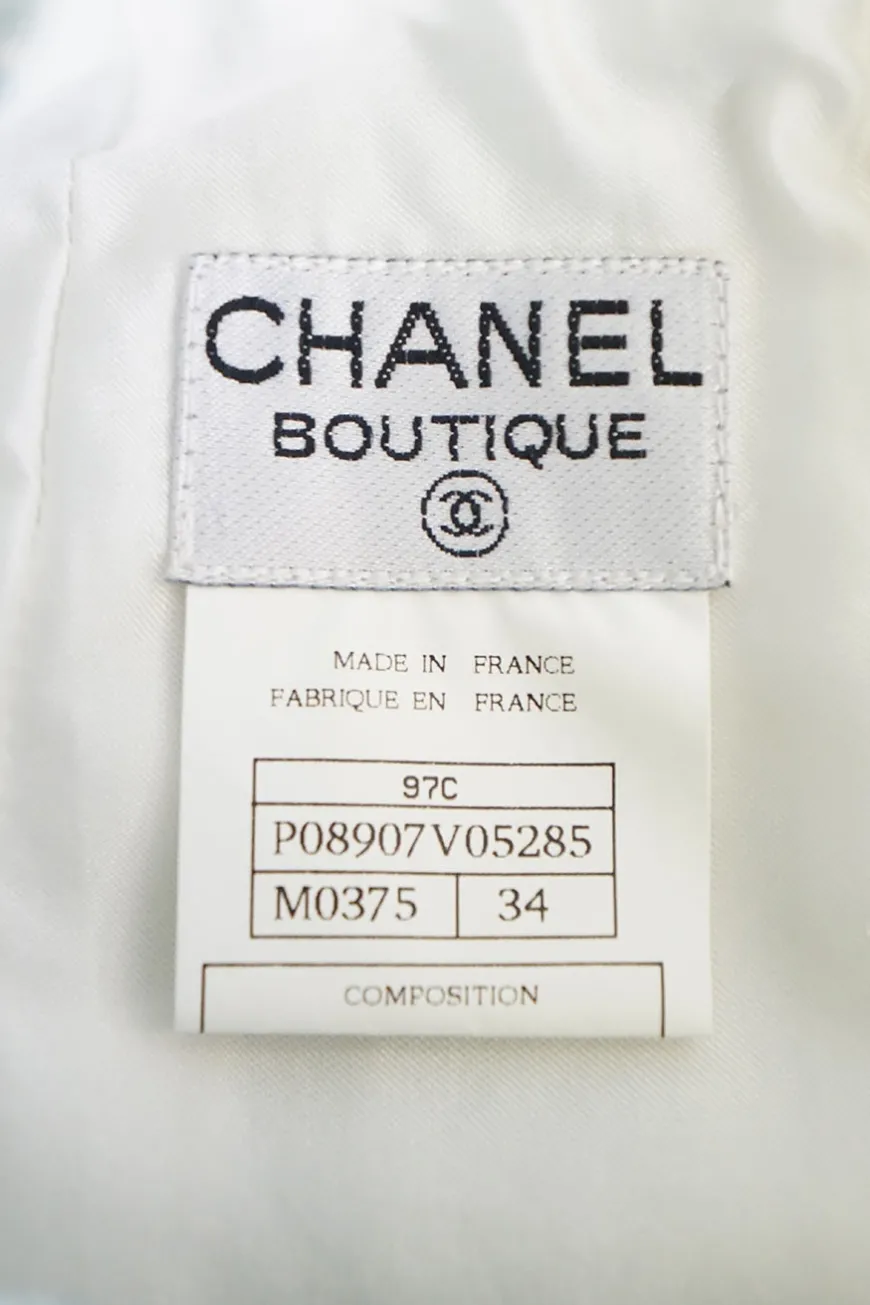 CHANEL
BOUTIQUE
MADE IN FRANCE
FABRIQUE EN FRANCE
97C
P08907V05285
M0375 34
COMPOSITION